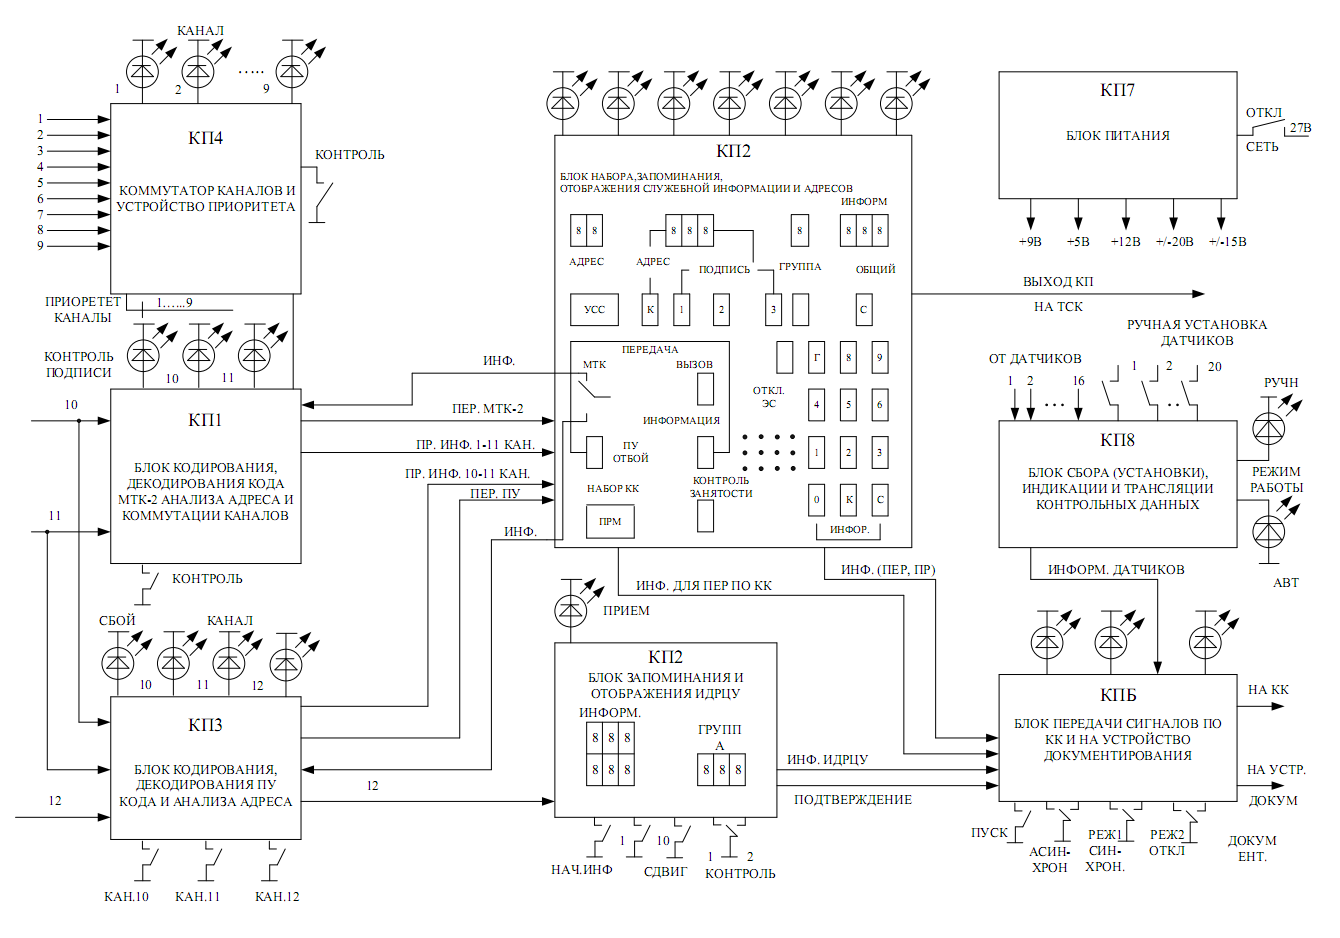 КАНАЛ
1
2
.....
9
КП4
1
2
3
4
5
6
7
8
9
КОММУТАТОР КАНАЛОВ И
УСТРОЙСТВО ПРИОРИТЕТА
КОНТРОЛЬ
ПРИОРЕТЕТ
КАНАЛЫ
1…...9
КОНТРОЛЬ
ПОДПИСИ
10
11
10
11
КП1
БЛОК КОДИРОВАНИЯ,
ДЕКОДИРОВАНИЯ КОДА
МТК-2 АНАЛИЗА АДРЕСА И
КОММУТАЦИИ КАНАЛОВ
КОНТРОЛЬ
СБОЙ
КАНАЛ
10
11
12
КП3
БЛОК КОДИРОВАНИЯ,
ДЕКОДИРОВАНИЯ ПУ
КОДА И АНАЛИЗА АДРЕСА
12
КАН.10
КАН.11
КАН.12
ИНФ.
ПЕР. МТК-2
ПР. ИНФ. 1-11 КАН.
ПР. ИНФ. 10-11 КАН.
ПЕР. ПУ
ИНФ.
12
КП2
БЛОК НАБОРА,ЗАПОМИНАНИЯ,
ОТОБРАЖЕНИЯ СЛУЖЕБНОЙ ИНФОРМАЦИИ И АДРЕСОВ
ИНФОРМ
8 8
8 8 8
8
8 8 8
АДРЕС
АДРЕС
ПОДПИСЬ
ГРУППА
ОБЩИЙ
УСС
К
1
2
3
С
ПЕРЕДАЧА
МТК
ВЫЗОВ
Г
8
9
ОТКЛ.
ЭС
4
5
6
ИНФОРМАЦИЯ
ПУ
ОТБОЙ
1
2
3
КОНТРОЛЬ
ЗАНЯТОСТИ
НАБОР КК
ПРМ
0
К
С
ИНФОР.
ИНФ. ДЛЯ ПЕР ПО КК
ИНФ. (ПЕР, ПР)
ПРИЕМ
КП2
БЛОК ЗАПОМИНАНИЯ И
ОТОБРАЖЕНИЯ ИДРЦУ
ИНФОРМ.
8 8 8
8 8 8
ГРУПП
А
8 8 8
ИНФ. ИДРЦУ
ПОДТВЕРЖДЕНИЕ
НАЧ.ИНФ
1
10
СДВИГ
1
2
КОНТРОЛЬ
КП7
БЛОК ПИТАНИЯ
ОТКЛ
27В
СЕТЬ
+9В
+5В
+12В
+/-20В
+/-15В
ВЫХОД КП
НА ТСК
РУЧНАЯ УСТАНОВКА
ДАТЧИКОВ
ОТ ДАТЧИКОВ
1
2
16
1
2
20
РУЧН
КП8
БЛОК СБОРА (УСТАНОВКИ),
ИНДИКАЦИИ И ТРАНСЛЯЦИИ
КОНТРОЛЬНЫХ ДАННЫХ
РЕЖИМ
РАБОТЫ
АВТ
ИНФОРМ. ДАТЧИКОВ
КПБ
БЛОК ПЕРЕДАЧИ СИГНАЛОВ ПО
КК И НА УСТРОЙСТВО
ДОКУМЕНТИРОВАНИЯ
НА КК
НА УСТР.
ДОКУМ
ПУСК
АСИН-
ХРОН
РЕЖ1
СИН-
ХРОН.
РЕЖ2
ОТКЛ
ДОКУМ
ЕНТ.